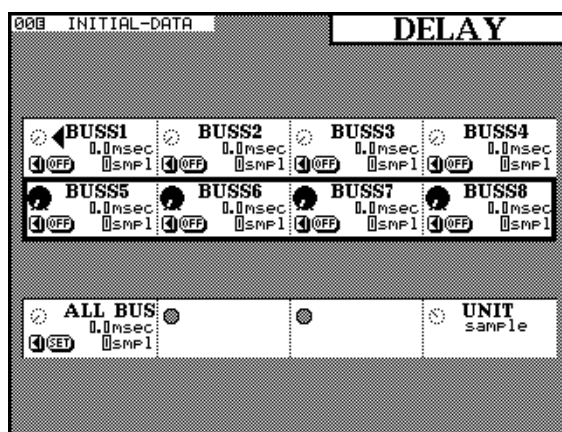 00B INITIAL-DATA
DELAY
BUSS1 BUSS2 BUSS3 BUSS4
0.0msec 0.0msec 0.0msec 0.0msec
OFF 0smpl OFF 0smpl OFF 0smpl OFF 0smpl
BUSS5 BUSS6 BUSS7 BUSS8
0.0msec 0.0msec 0.0msec 0.0msec
OFF 0smpl OFF 0smpl OFF 0smpl OFF 0smpl
ALL BUS UNIT
0.0msec sample
SET 0smpl